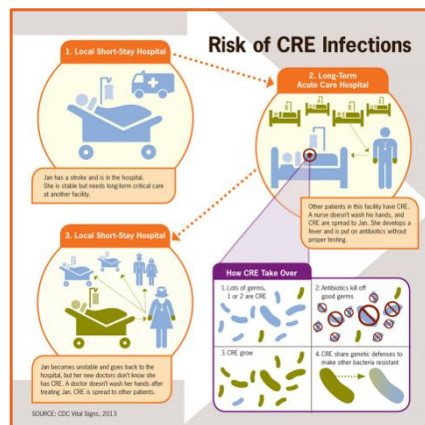 Risk of CRE Infections
1. Local Short-Stay Hospital
Jan has a stroke and is in the hospital.
She is stable but needs long-term critical care
at another facility.
2. Long-Term
Acute Care Hospital
Other patients in this facility have CRE.
A nurse doesn't wash his hands, and
CRE are spread to Jan. She develops a
fever and is put on antibiotics without
proper testing.
3. Local Short-Stay Hospital
Jan becomes unstable and goes back to the
hospital, but her new doctors don't know she
has CRE. A doctor doesn't wash her hands after
treating Jan. CRE is spread to other patients.
How CRE Take Over
1. Lots of germs,
1 or 2 are CRE
2. Antibiotics kill off
good germs
3. CRE grow
4. CRE share genetic defenses to
make other bacteria resistant
SOURCE: CDC Vital Signs, 2013